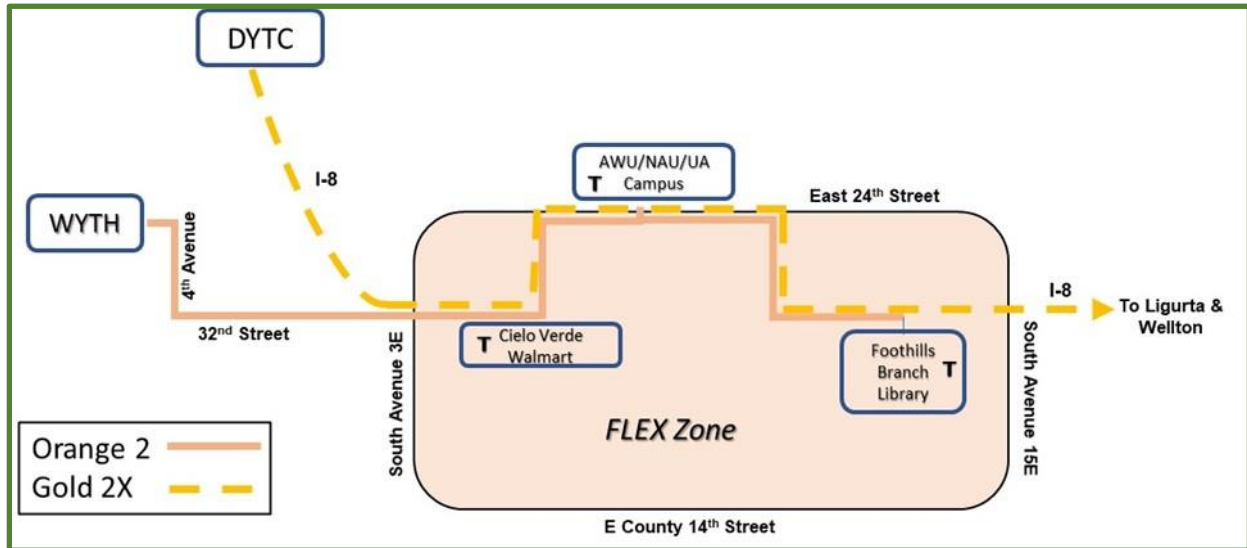 DYTC
I-8
AWU/NAU/UA
T Campus
East 24th Street
WYTH
4th Avenue
32nd Street
South Avenue 3E
T Cielo Verde
Walmart
I-8
To Ligurta &
Wellton
Foothills
Branch T
Library
South Avenue 15E
FLEX Zone
Orange 2
Gold 2X
E County 14th Street